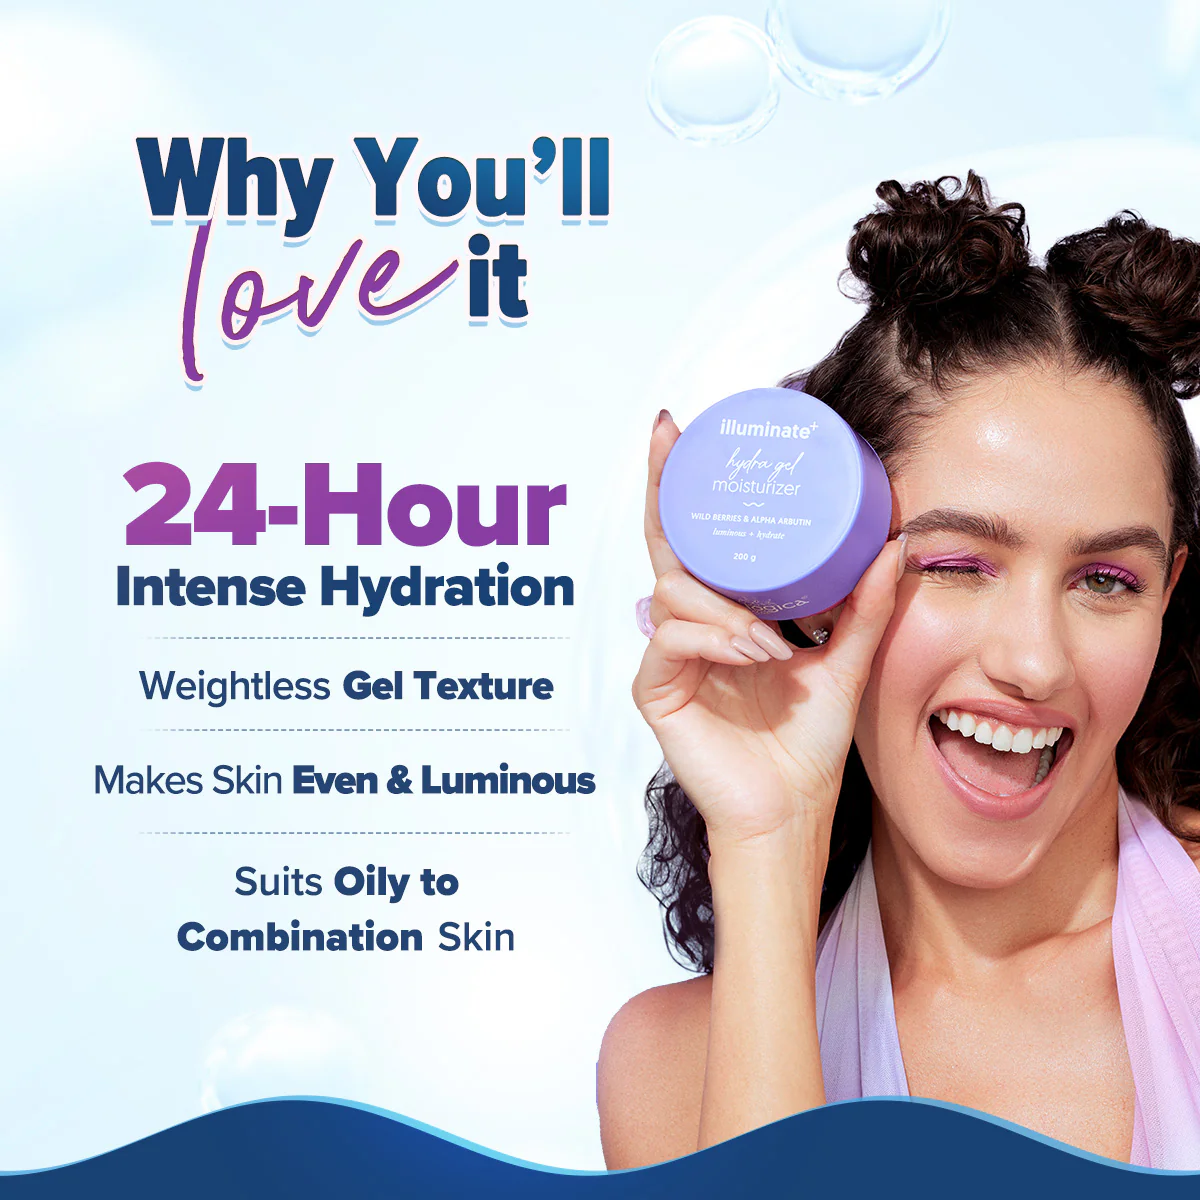 Why You'll
love it
24-Hour
Intense Hydration
Weightless Gel Texture
Makes Skin Even & Luminous
Suits Oily to
Combination Skin
illuminate+
hydra gel
moisturizer
WILD BERRIES & ALPHA ARBUTIN
luminous + hydrate
200 g